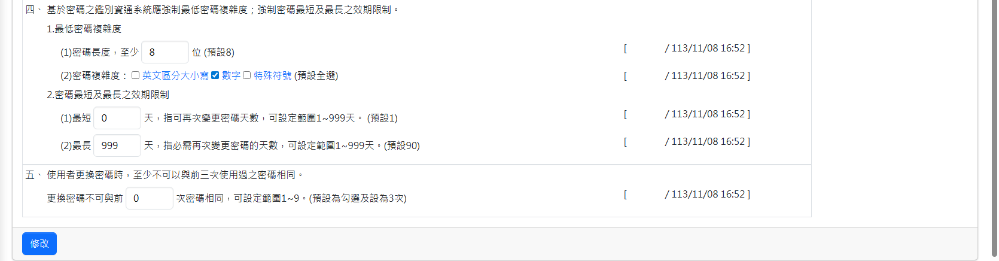 四、 基於密碼之鑑別資通系統應強制最低密碼複雜度；強制密碼最短及最長之效期限制。
1.最低密碼複雜度
(1)密碼長度，至少 8 位 (預設8) [ / 113/11/08 16:52 ]
(2)密碼複雜度： 英文區分大小寫 數字 特殊符號 (預設全選) [ / 113/11/08 16:52 ]
2.密碼最短及最長之效期限制
(1)最短 0 天，指可再次變更密碼天數，可設定範圍1~999天。 (預設1) [ / 113/11/08 16:52 ]
(2)最長 999 天，指必需再次變更密碼的天數，可設定範圍1~999天。(預設90) [ / 113/11/08 16:52 ]
五、 使用者更換密碼時，至少不可以與前三次使用過之密碼相同。
更換密碼不可與前 0 次密碼相同，可設定範圍1~9。(預設為勾選及設為3次) [ / 113/11/08 16:52 ]
修改